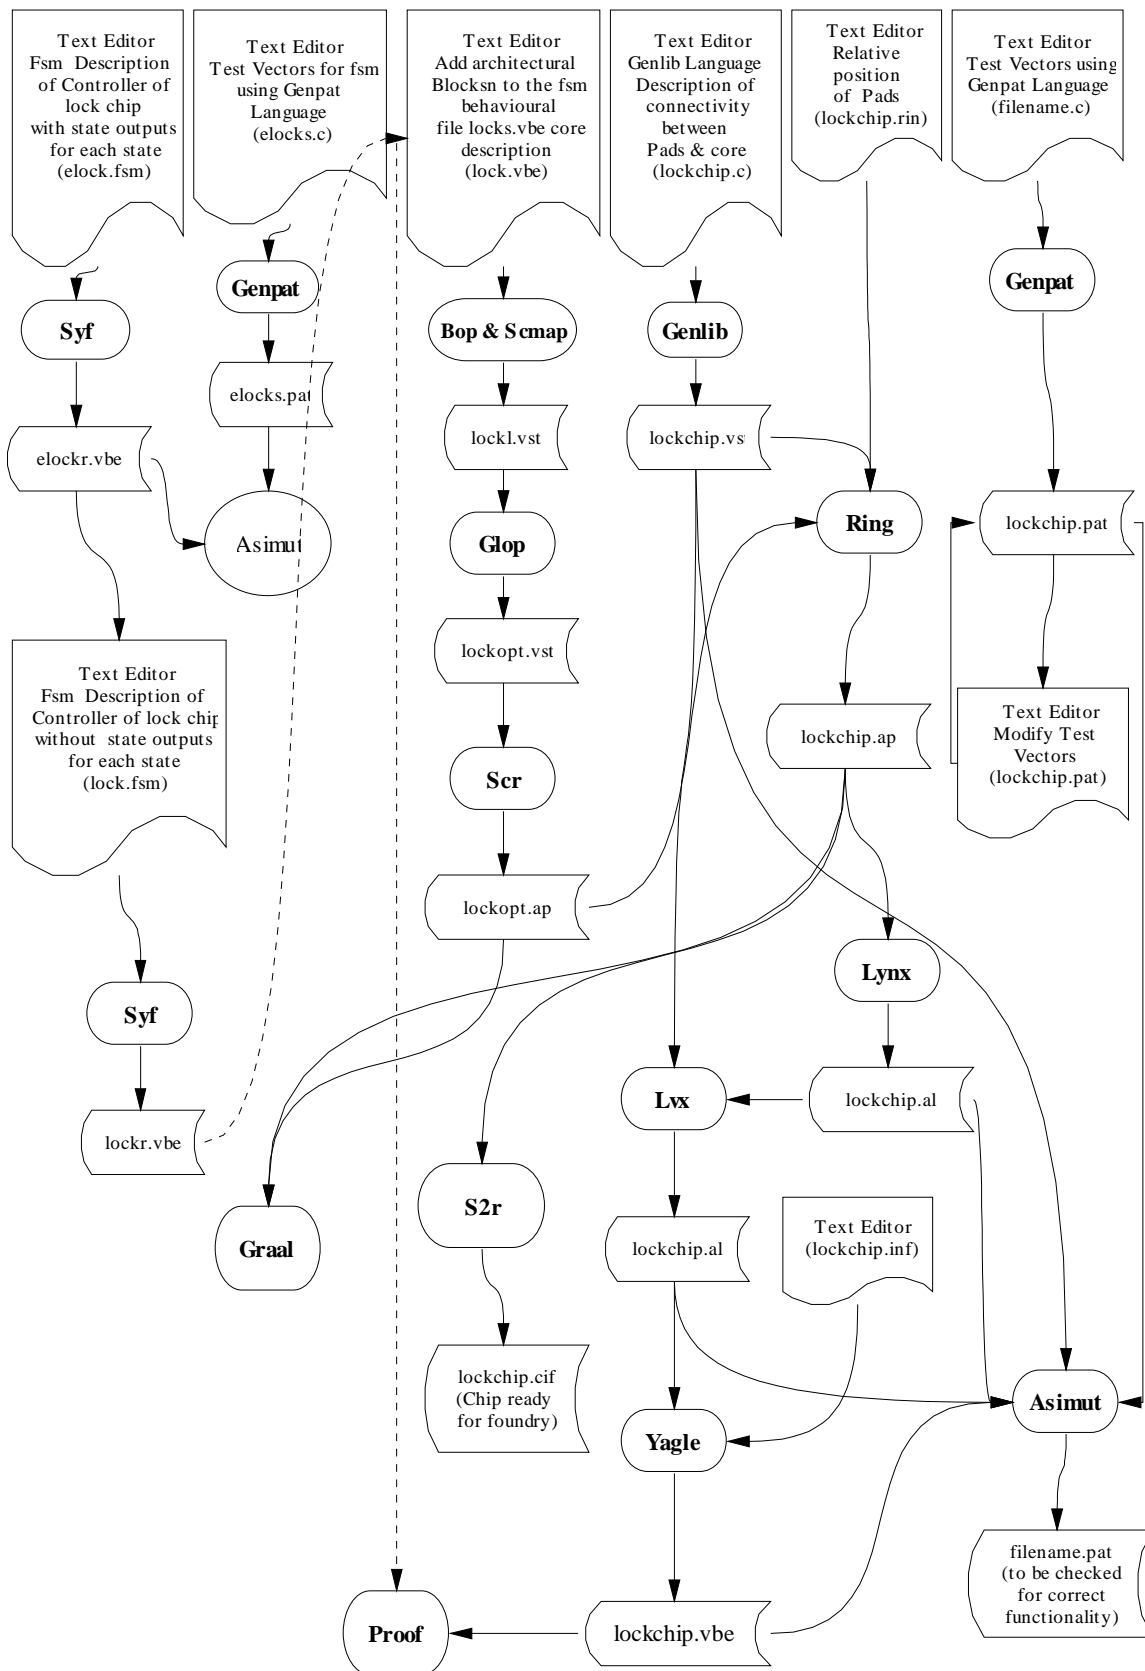 Text Editor
Fsm Description
of Controller of
lock chip
with state outputs
for each state
(elock.fsm)
Text Editor
Test Vectors for fsm
using Genpat
Language
(elocks.c)
Text Editor
Add architectural
Blocksn to the fsm
behavioural
file locks.vbe core
description
(lock.vbe)
Text Editor
Genlib Language
Description of
connectivity
between
Pads & core
(lockchip.c)
Text Editor
Relative
position
of Pads
(lockchip.rin)
Text Editor
Test Vectors using
Genpat Language
(filename.c)
Genpat
Genpat
Syf
Bop & Scmap
Genlib
elocks.pat
elockr.vbe
lockl.vst
lockchip.vst
Asimut
Glop
Ring
lockchip.pat
lockopt.vst
Text Editor
Fsm Description of
Controller of lock chip
without state outputs
for each state
(lock.fsm)
Scr
lockchip.ap
Text Editor
Modify Test
Vectors
(lockchip.pat)
lockopt.ap
Lynx
Syf
Lvx
lockchip.al
lockr.vbe
S2r
Graal
lockchip.al
Text Editor
(lockchip.inf)
lockchip.cif
(Chip ready
for foundry)
Yagle
Asimut
Proof
lockchip.vbe
filename.pat
(to be checked
for correct
functionality)